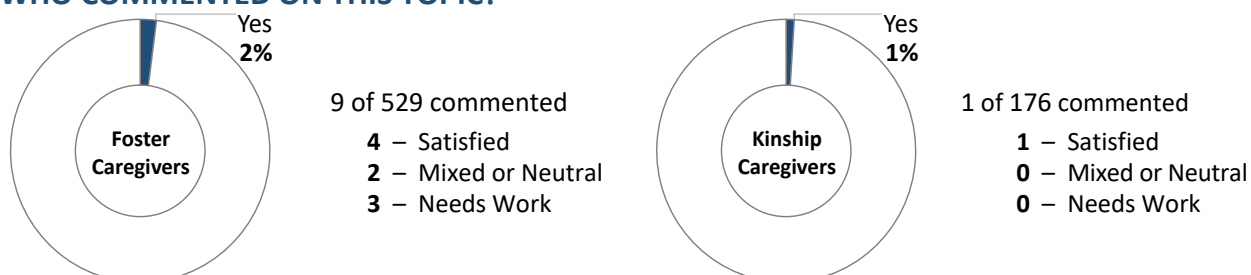 WHO COMMENTED ON THIS TOPIC?
Yes
2%
Foster
Caregivers
9 of 529 commented
4 – Satisfied
2 – Mixed or Neutral
3 – Needs Work
Yes
1%
Kinship
Caregivers
1 of 176 commented
1 – Satisfied
0 – Mixed or Neutral
0 – Needs Work